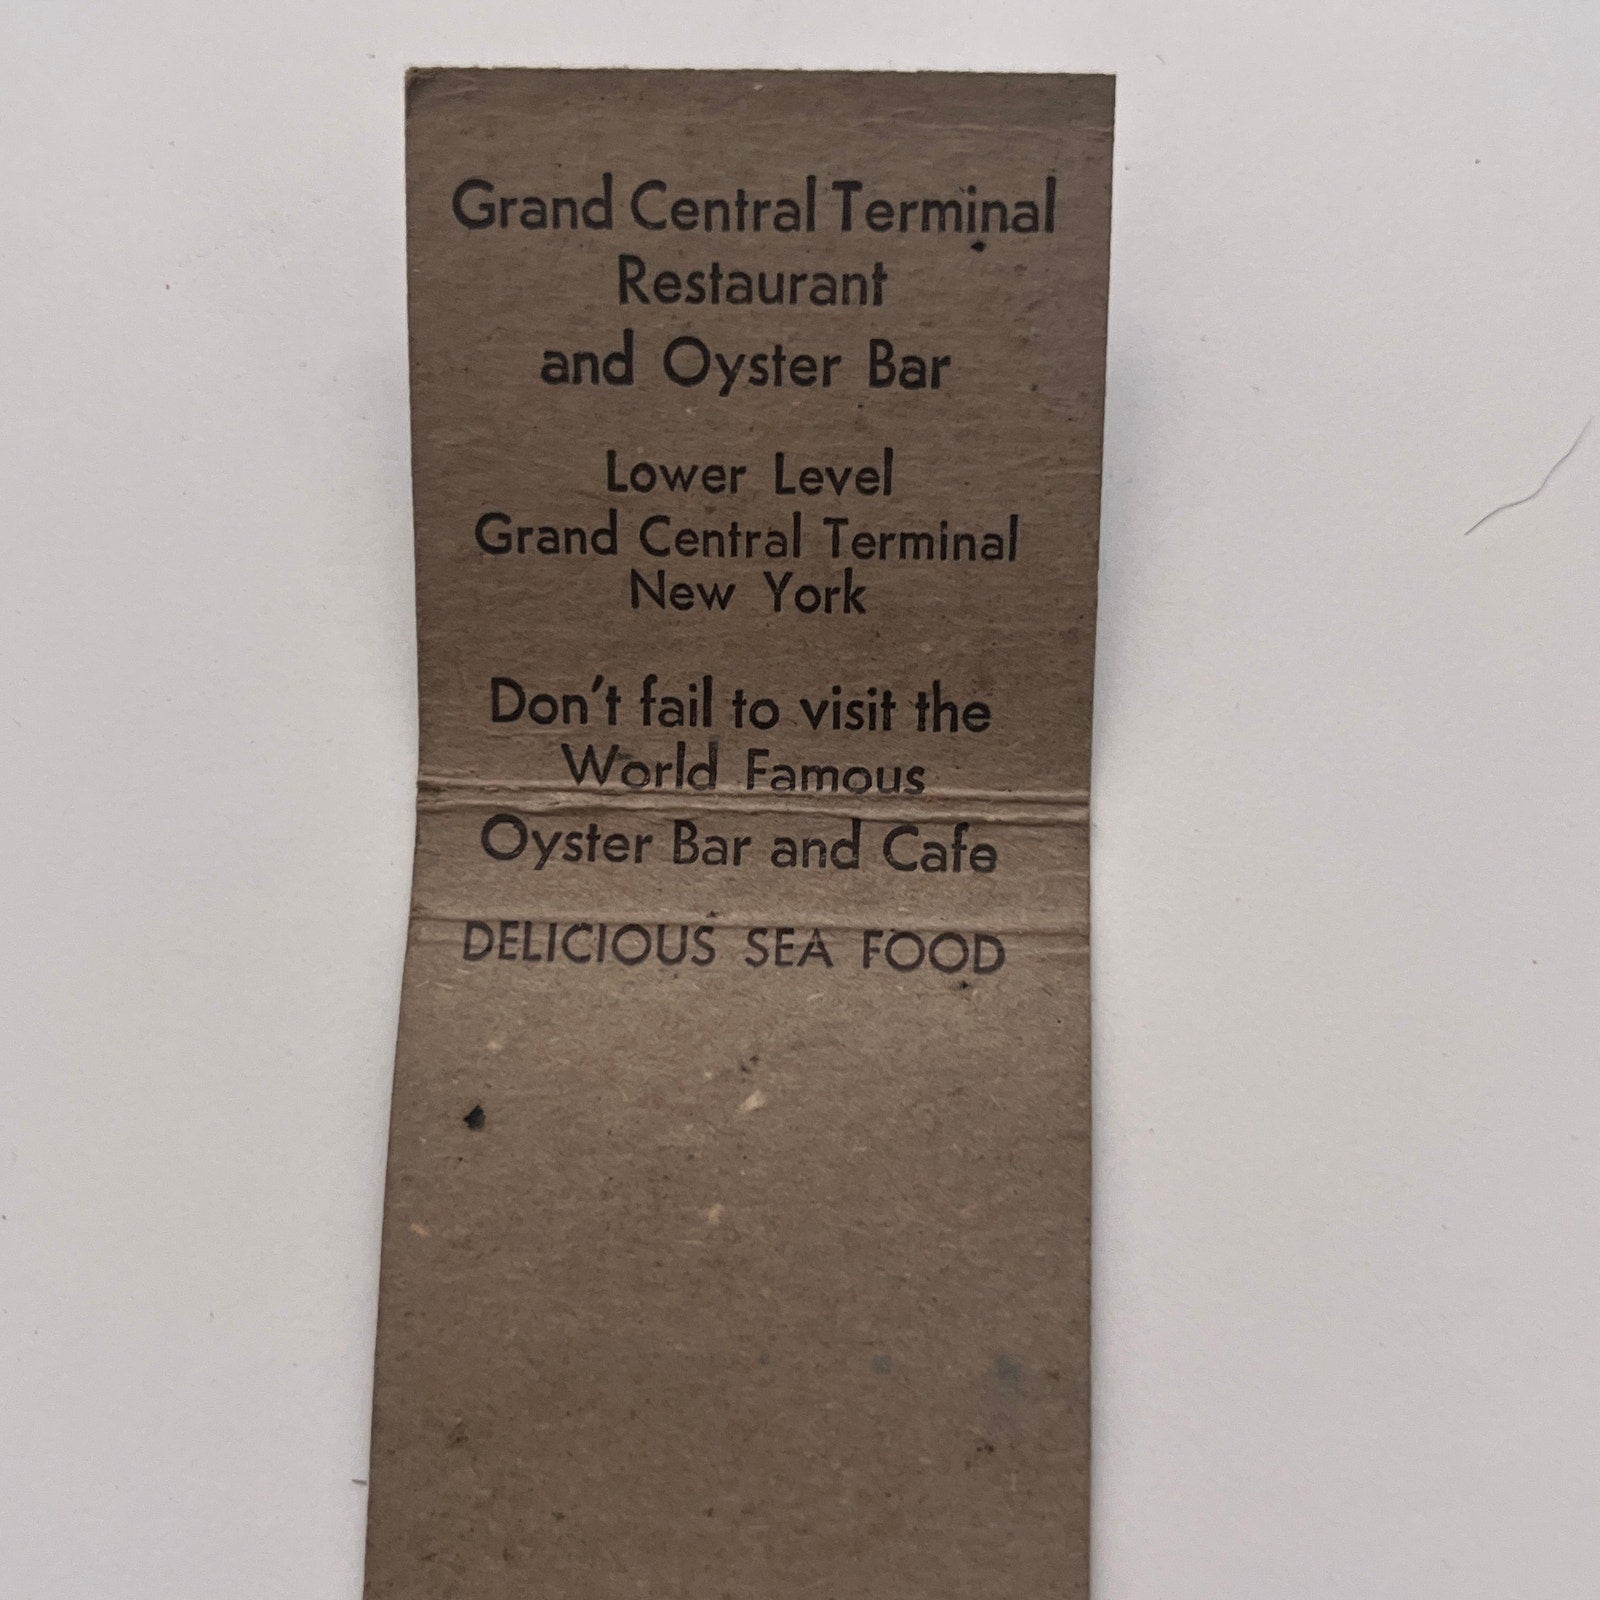 Grand Central Terminal
Restaurant
and Oyster Bar
Lower Level
Grand Central Terminal
New York
Don't fail to visit the
World Famous
Oyster Bar and Cafe
DELICIOUS SEA FOOD